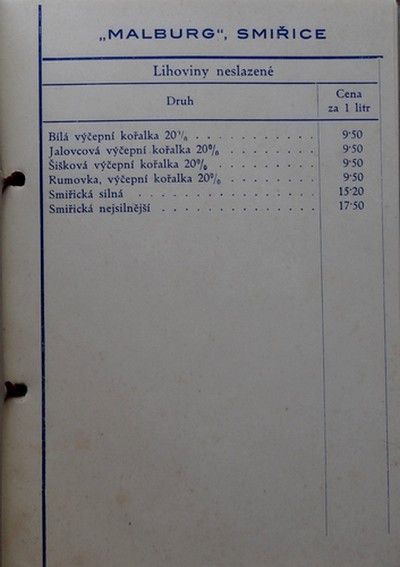 „MALBURG“, SMIŘICE
Lihoviny neslazené
Druh
Cena
za 1 litr
Bílá výčepní kořalka 20% . . . . . . . . . . . 9·50
Jalovcová výčepní kořalka 20% . . . . . . . . 9·50
Šišková výčepní kořalka 20% . . . . . . . . . 9·50
Rumovka, výčepní kořalka 20% . . . . . . . . 9·50
Smiřická silná . . . . . . . . . . . . . . . 15·20
Smiřická nejsilnější . . . . . . . . . . . . . 17·50